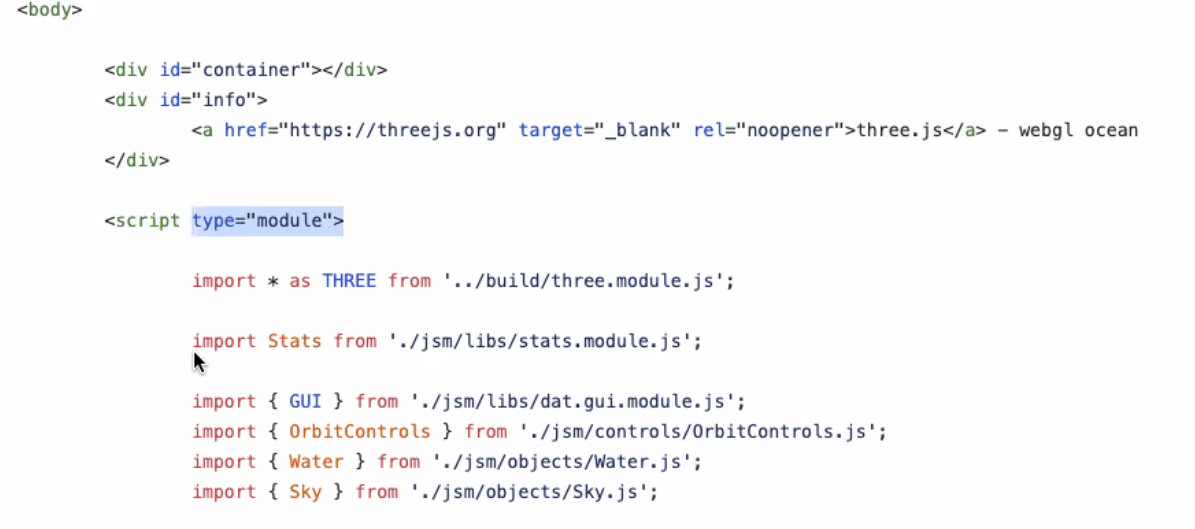 <body>
<div id="container"></div>
<div id="info">
<a href="https://threejs.org" target="_blank" rel="noopener">three.js</a> - webgl ocean
</div>
<script type="module">
import * as THREE from '../build/three.module.js';
import Stats from './jsm/libs/stats.module.js';
import { GUI } from './jsm/libs/dat.gui.module.js';
import { OrbitControls } from './jsm/controls/OrbitControls.js';
import { Water } from './jsm/objects/Water.js';
import { Sky } from './jsm/objects/Sky.js';